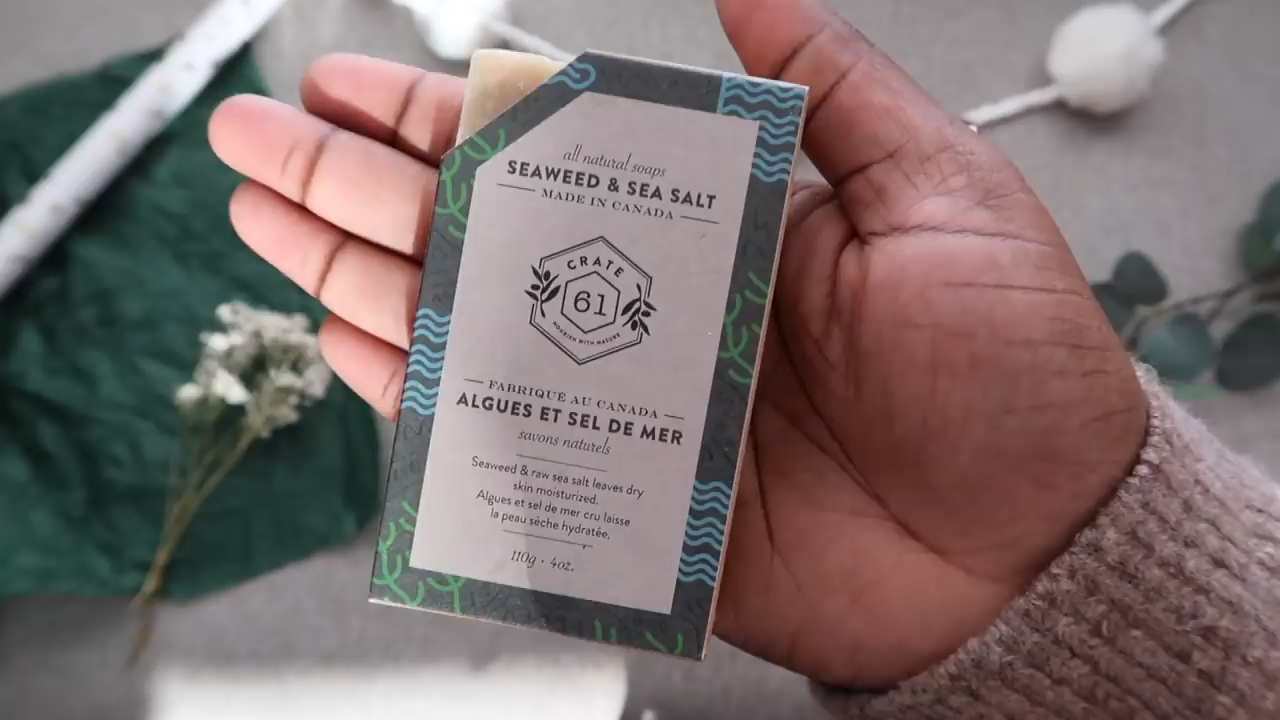 all natural soaps
SEAWEED & SEA SALT
MADE IN CANADA
CRATE
61
NOURISH WITH NATURE
FABRIQUÉ AU CANADA
ALGUES ET SEL DE MER
savons naturels
Seaweed & raw sea salt leaves dry
skin moisturized.
Algues et sel de mer cru laisse
la peau sèche hydratée.
110g · 4oz.